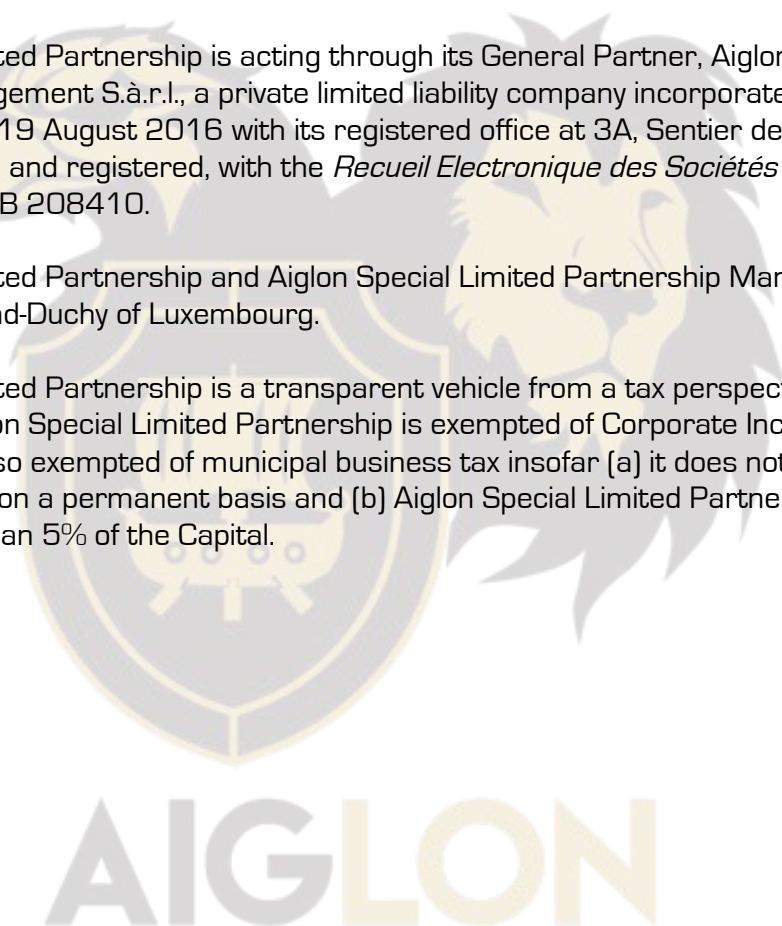 ted Partnership is acting through its General Partner, Aiglon
gement S.à.r.l., a private limited liability company incorporate
19 August 2016 with its registered office at 3A, Sentier de
and registered, with the Recueil Electronique des Sociétés
B 208410.
ted Partnership and Aiglon Special Limited Partnership Mar
nd-Duchy of Luxembourg.
ted Partnership is a transparent vehicle from a tax perspect
on Special Limited Partnership is exempted of Corporate Inc
so exempted of municipal business tax insofar (a) it does not
on a permanent basis and (b) Aiglon Special Limited Partne
an 5% of the Capital.
AIGLON